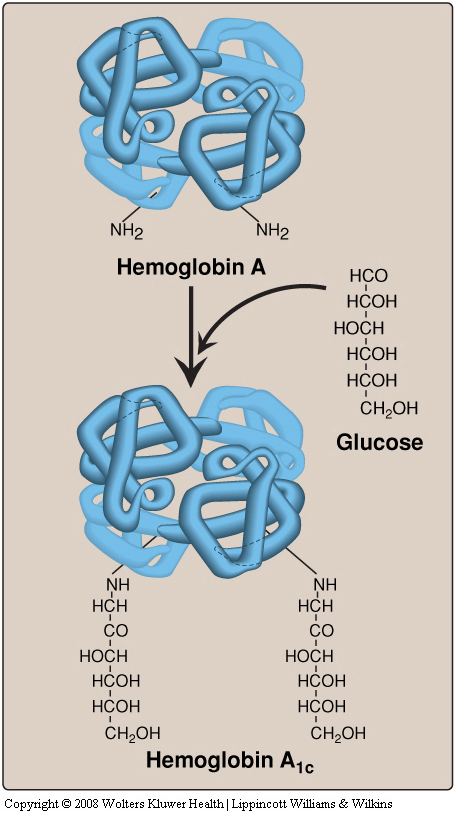 NH₂ NH₂
Hemoglobin A
HCO
HCOH
HOCH
HCOH
HCOH
CH₂OH
Glucose
NH NH
HCH HCH
CO CO
HOCH HOCH
HCOH HCOH
HCOH HCOH
CH₂OH CH₂OH
Hemoglobin A₁c
Copyright © 2008 Wolters Kluwer Health | Lippincott Williams & Wilkins